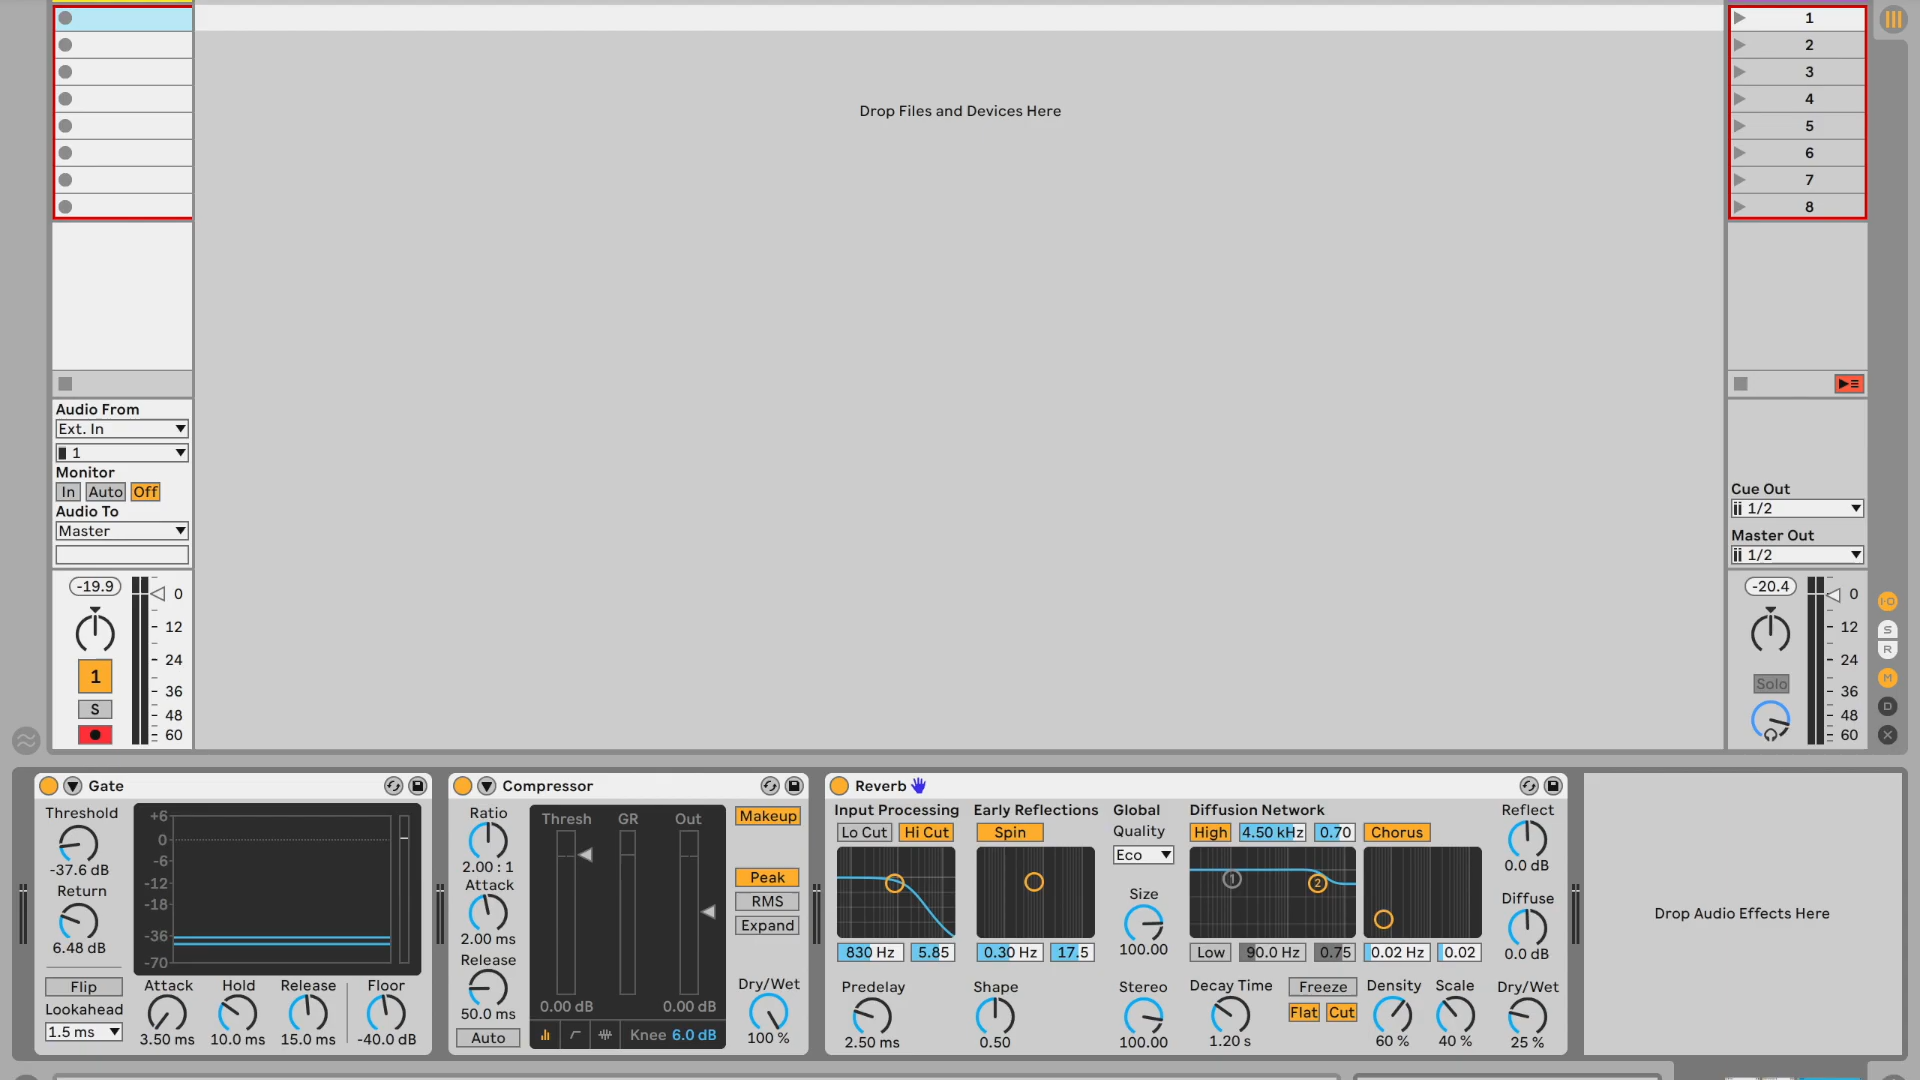 1
2
3
4
5
6
7
8
Drop Files and Devices Here
Audio From
Ext. In
1
Monitor
In Auto Off
Audio To
Master
Cue Out
1/2
Master Out
1/2
-19.9
0
12
24
36
48
60
1
S
-20.4
0
12
24
36
48
60
Solo
I·O
S
R
M
D
X
Gate
Threshold
-37.6 dB
Return
6.48 dB
Flip
Lookahead
1.5 ms
+6
0
-6
-12
-18
-36
-70
Attack
3.50 ms
Hold
10.0 ms
Release
15.0 ms
Floor
-40.0 dB
Compressor
Ratio
2.00 : 1
Attack
2.00 ms
Release
50.0 ms
Auto
Thresh GR Out
0.00 dB 0.00 dB
Knee 6.0 dB
Makeup
Peak
RMS
Expand
Dry/Wet
100 %
Reverb
Input Processing
Lo Cut Hi Cut
830 Hz 5.85
Predelay
2.50 ms
Early Reflections
Spin
0.30 Hz 17.5
Shape
0.50
Global
Quality
Eco
Size
100.00
Stereo
100.00
Diffusion Network
High 4.50 kHz 0.70 Chorus
1 2
Low 90.0 Hz 0.75 0.02 Hz 0.02
Decay Time
1.20 s
Freeze
Flat Cut
Density
60 %
Scale
40 %
Reflect
0.0 dB
Diffuse
0.0 dB
Dry/Wet
25 %
Drop Audio Effects Here